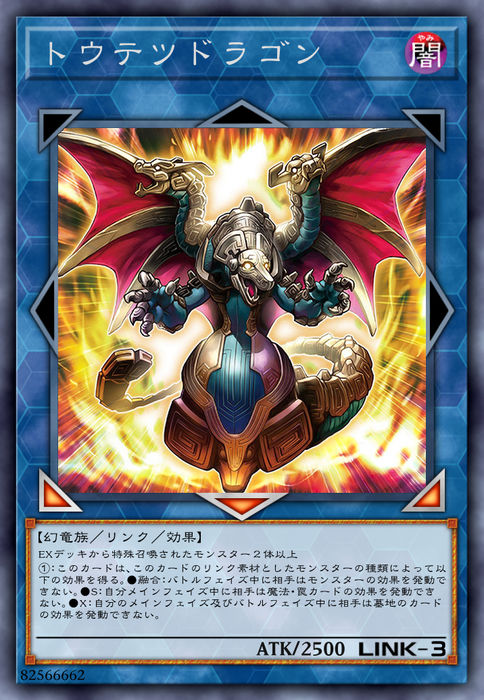 トウテツドラゴン
やみ
闇
【幻竜族／リンク／効果】
EXデッキから特殊召喚されたモンスター２体以上
①：このカードは、このカードのリンク素材としたモンスターの種類によって以
下の効果を得る。●融合：バトルフェイズ中に相手はモンスターの効果を発動で
きない。●S：自分メインフェイズ中に相手は魔法・罠カードの効果を発動でき
ない。●X：自分のメインフェイズ及びバトルフェイズ中に相手は墓地のカード
の効果を発動できない。
ATK/2500 LINK-3
82566662